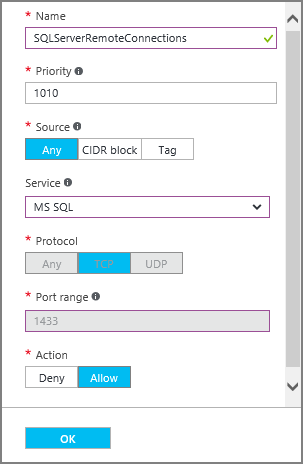 * Name
SQLServerRemoteConnections
* Priority
1010
* Source
Any CIDR block Tag
Service
MS SQL
* Protocol
Any TCP UDP
* Port range
1433
* Action
Deny Allow
OK